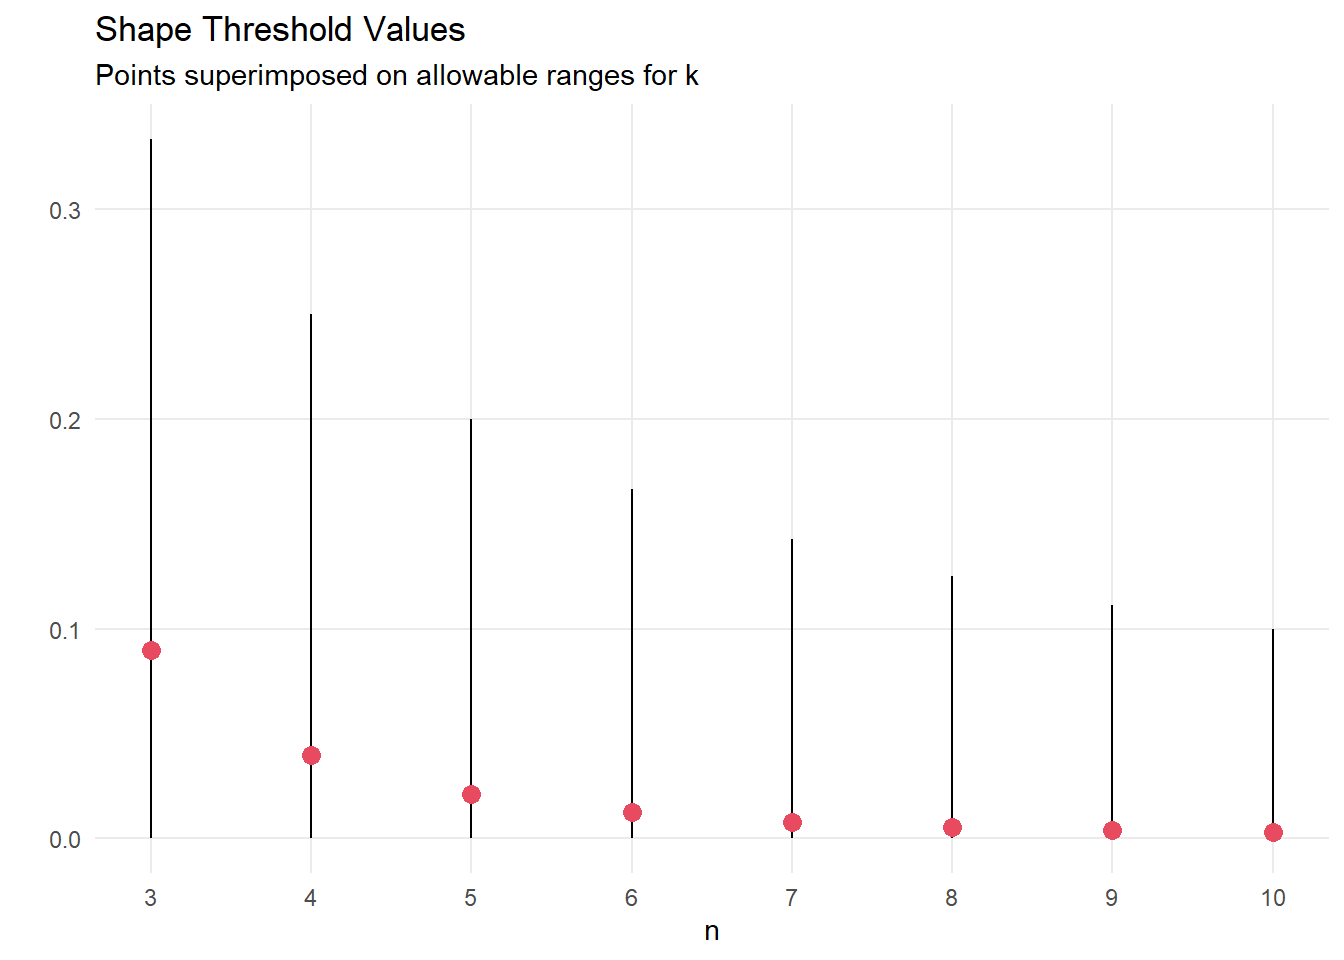 Shape Threshold Values
Points superimposed on allowable ranges for k
0.3
0.2
0.1
0.0
3 4 5 6 7 8 9 10
n